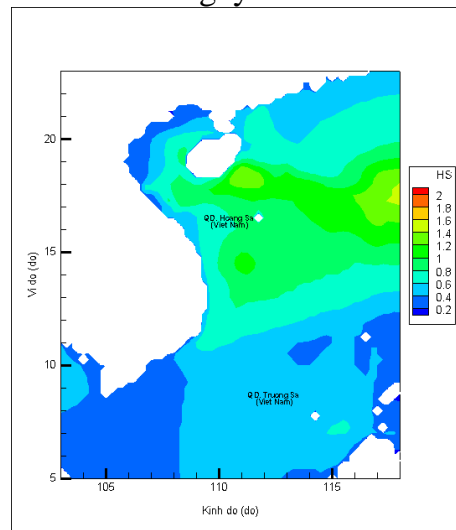 20
15
10
5
Vi do (do)
105
110
115
Kinh do (do)
QD. Hoang Sa
(Viet Nam)
QD. Truong Sa
(Viet Nam)
HS
2
1.8
1.6
1.4
1.2
1
0.8
0.6
0.4
0.2